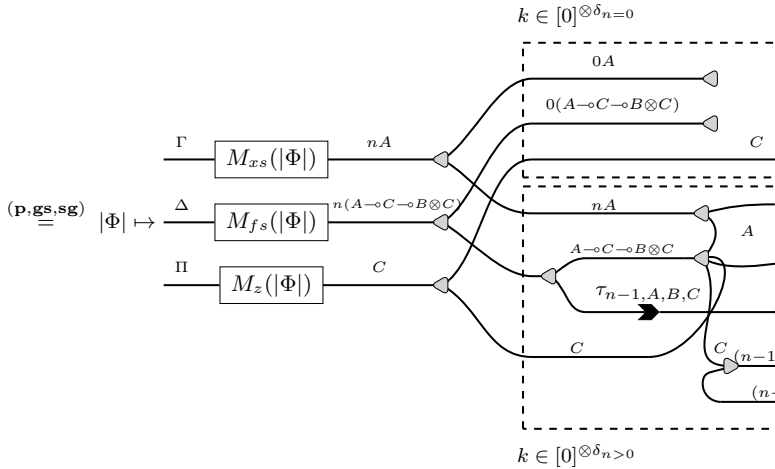 k ∈ [0]^{⊗δ_{n=0}}
0A
0(A⊸C⊸B⊗C)
Γ M_{xs}(|Φ|) nA C
(p,gs,sg)
= |Φ| ↦ Δ M_{fs}(|Φ|) n(A⊸C⊸B⊗C) nA
A
A⊸C⊸B⊗C
Π M_z(|Φ|) C
τ_{n−1,A,B,C}
C C (n−1
(n-
k ∈ [0]^{⊗δ_{n>0}}